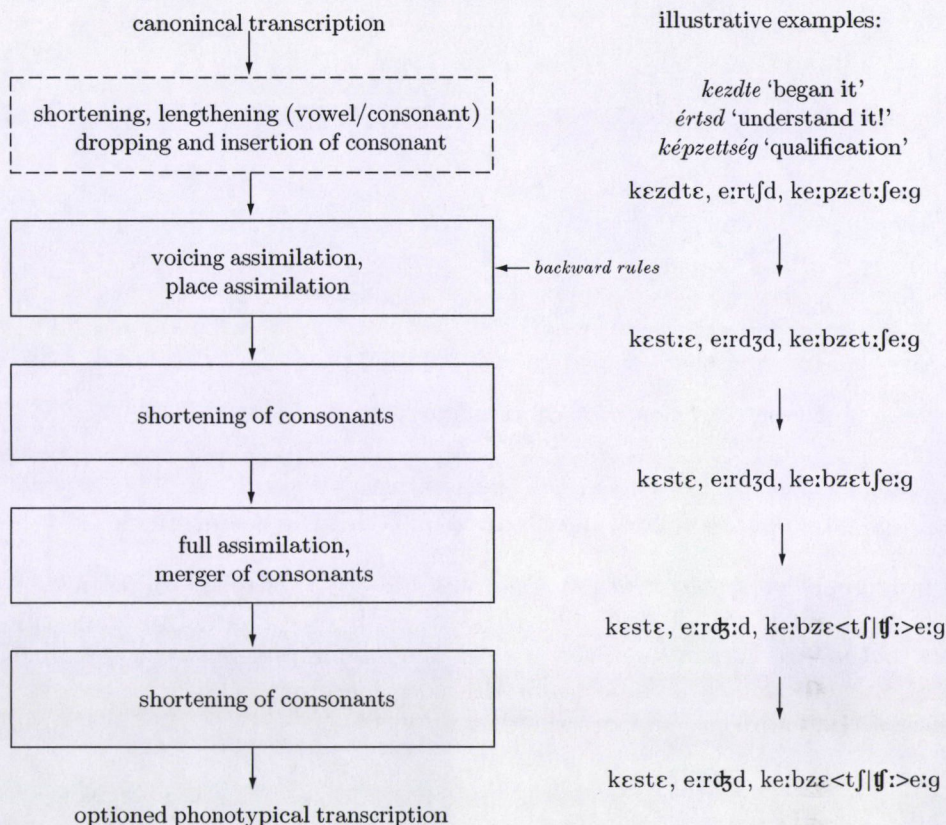 canonincal transcription
shortening, lengthening (vowel/consonant)
dropping and insertion of consonant
voicing assimilation,
place assimilation
backward rules
shortening of consonants
full assimilation,
merger of consonants
shortening of consonants
optioned phonotypical transcription
illustrative examples:
kezdte ‘began it’
értsd ‘understand it!’
képzettség ‘qualification’
kɛzdtɛ, eːrtʃd, keːpzɛtːʃeːg
kɛstːɛ, eːrdʒd, keːbzɛtːʃeːg
kɛstɛ, eːrdʒd, keːbzɛtʃeːg
kɛstɛ, eːrʤːd, keːbzɛ<tʃ|ʧː>eːg
kɛstɛ, eːrʤd, keːbzɛ<tʃ|ʧː>eːg